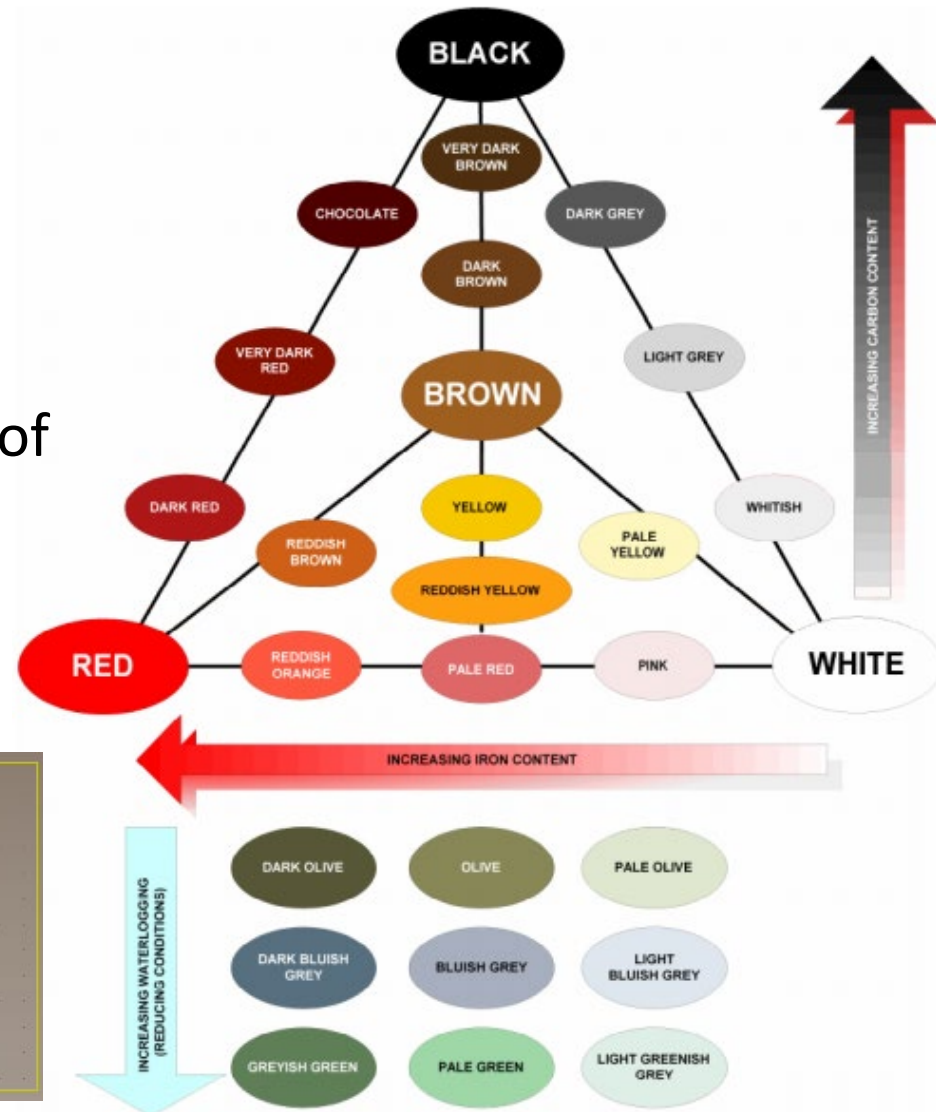 BLACK
VERY DARK
BROWN
CHOCOLATE
DARK GREY
DARK
BROWN
VERY DARK
RED
LIGHT GREY
BROWN
of
DARK RED
YELLOW
WHITISH
REDDISH
BROWN
PALE
YELLOW
REDDISH YELLOW
RED
REDDISH
ORANGE
PALE RED
PINK
WHITE
INCREASING CARBON CONTENT
INCREASING IRON CONTENT
INCREASING WATERLOGGING
(REDUCING CONDITIONS)
DARK OLIVE
OLIVE
PALE OLIVE
DARK BLUISH
GREY
BLUISH GREY
LIGHT
BLUISH GREY
GREYISH GREEN
PALE GREEN
LIGHT GREENISH
GREY